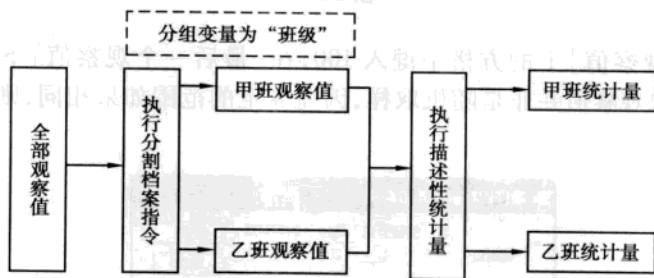 分组变量为“班级”
全部观察值
执行分割档案指令
甲班观察值
乙班观察值
执行描述性统计量
甲班统计量
乙班统计量